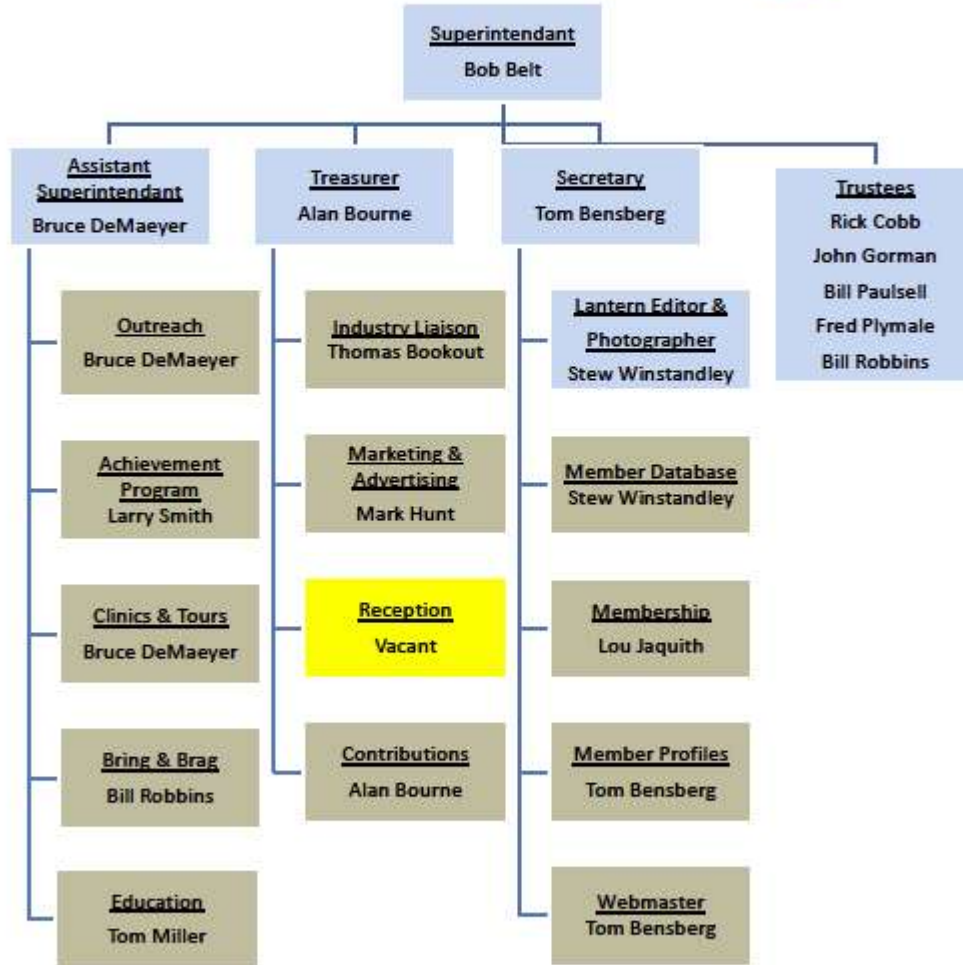 Superintendant
Bob Belt
Assistant
Superintendant
Bruce DeMaeyer
Treasurer
Alan Bourne
Secretary
Tom Bensberg
Trustees
Rick Cobb
John Gorman
Bill Paulsell
Fred Plymale
Bill Robbins
Outreach
Bruce DeMaeyer
Industry Liaison
Thomas Bookout
Lantern Editor &
Photographer
Stew Winstandley
Achievement
Program
Larry Smith
Marketing &
Advertising
Mark Hunt
Member Database
Stew Winstandley
Clinics & Tours
Bruce DeMaeyer
Reception
Vacant
Membership
Lou Jaquith
Bring & Brag
Bill Robbins
Contributions
Alan Bourne
Member Profiles
Tom Bensberg
Education
Tom Miller
Webmaster
Tom Bensberg